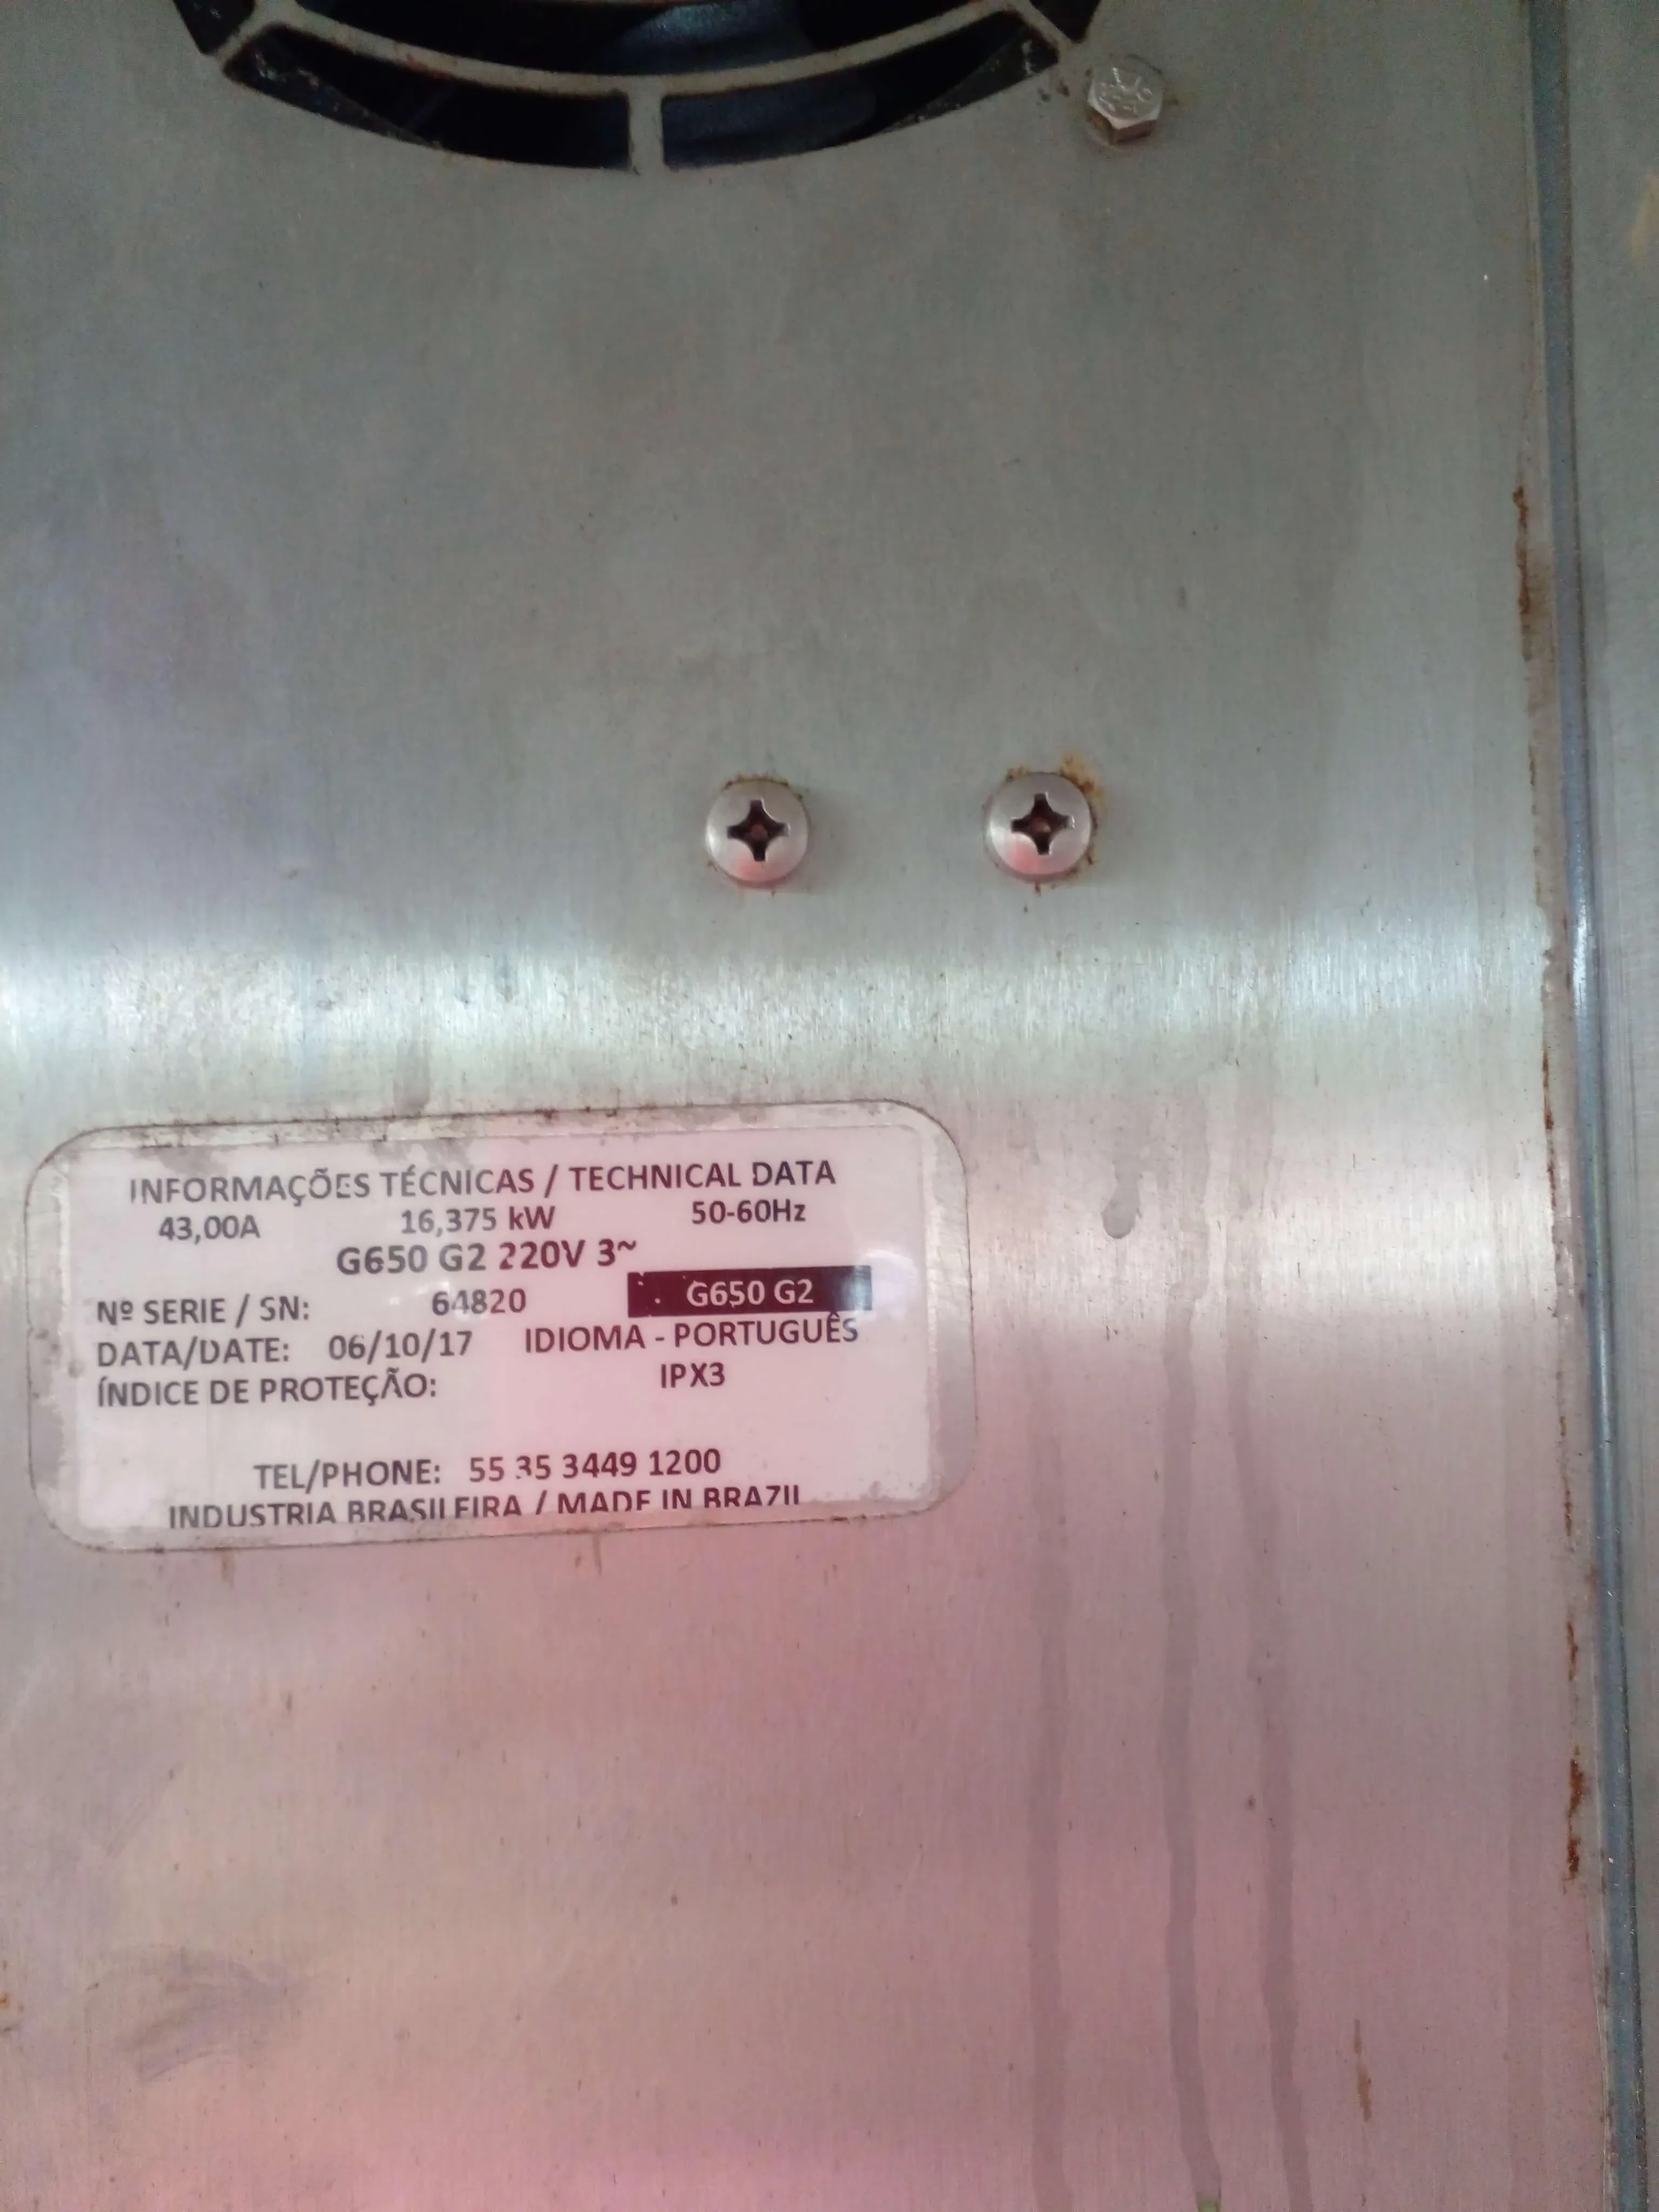 INFORMAÇÕES TÉCNICAS / TECHNICAL DATA
43,00A 16,375 kW 50-60Hz
G650 G2 220V 3~
Nº SERIE / SN: 64820 G650 G2
DATA/DATE: 06/10/17 IDIOMA - PORTUGUÊS
ÍNDICE DE PROTEÇÃO: IPX3
TEL/PHONE: 55 35 3449 1200
INDUSTRIA BRASILEIRA / MADE IN BRAZIL